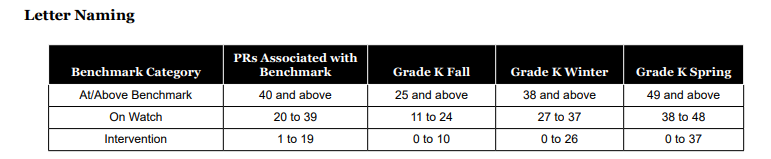 Letter Naming
PRs Associated with
Benchmark Category Benchmark Grade K Fall Grade K Winter Grade K Spring
At/Above Benchmark 40 and above 25 and above 38 and above 49 and above
On Watch 20 to 39 11 to 24 27 to 37 38 to 48
Intervention 1 to 19 0 to 10 0 to 26 0 to 37